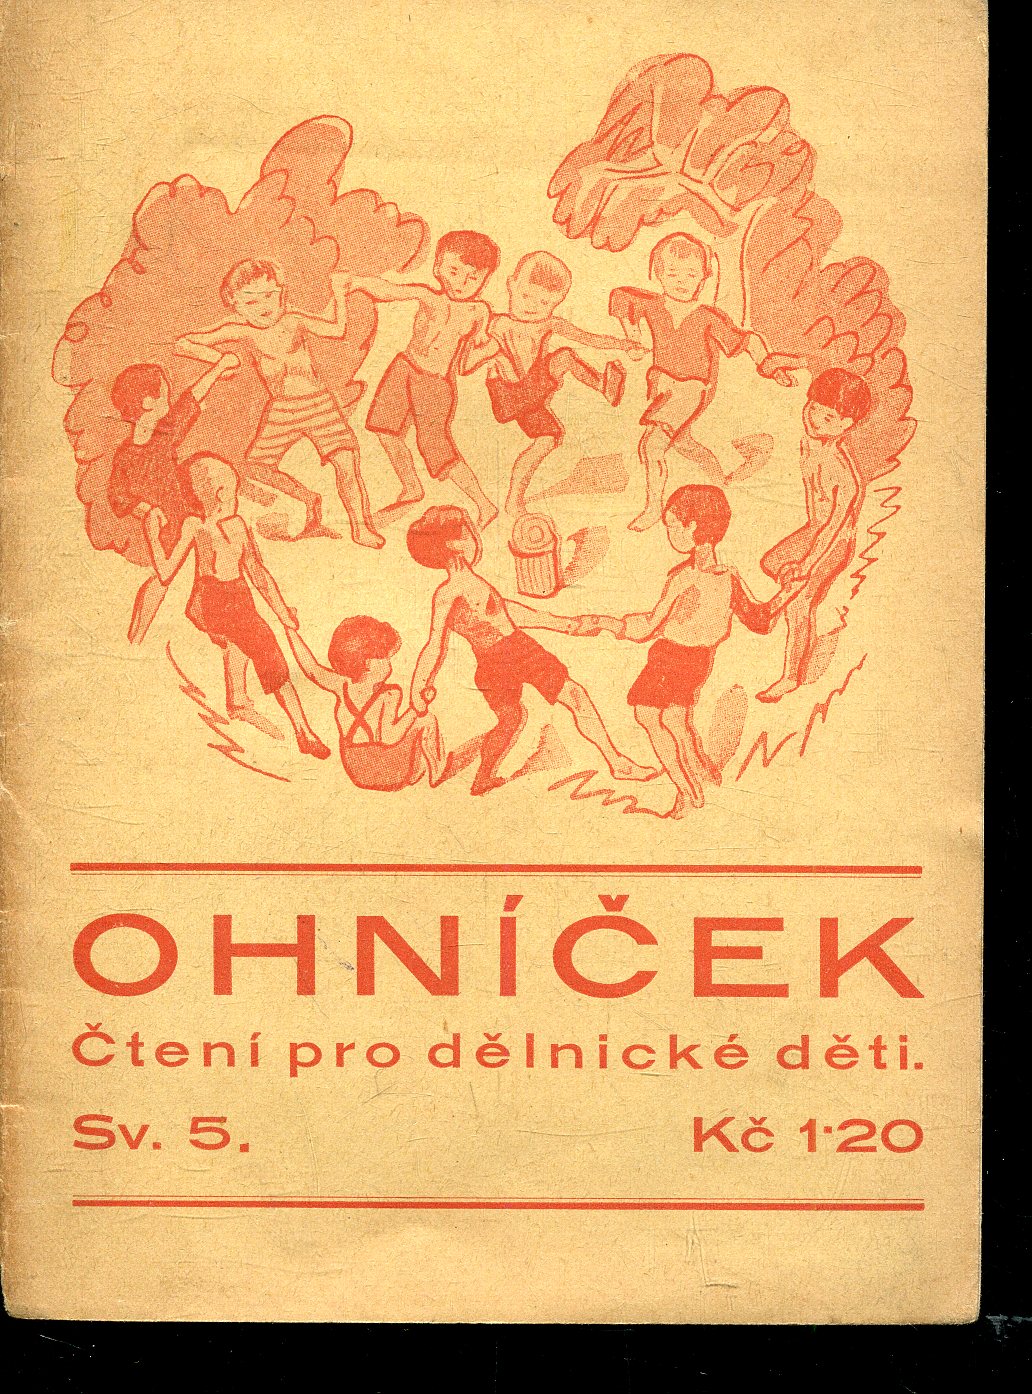 OHNÍČEK
Čtení pro dělnické děti.
Sv. 5. Kč 1·20